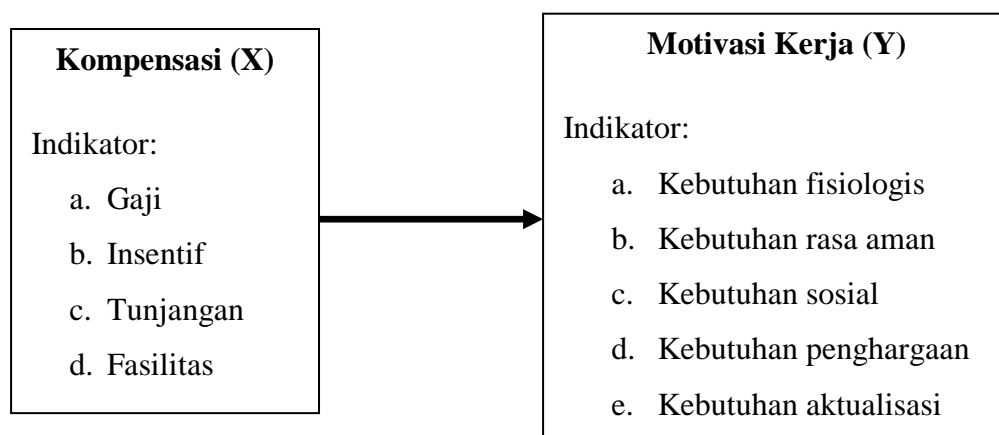 Kompensasi (X)
Indikator:
a. Gaji
b. Insentif
c. Tunjangan
d. Fasilitas
Motivasi Kerja (Y)
Indikator:
a. Kebutuhan fisiologis
b. Kebutuhan rasa aman
c. Kebutuhan sosial
d. Kebutuhan penghargaan
e. Kebutuhan aktualisasi